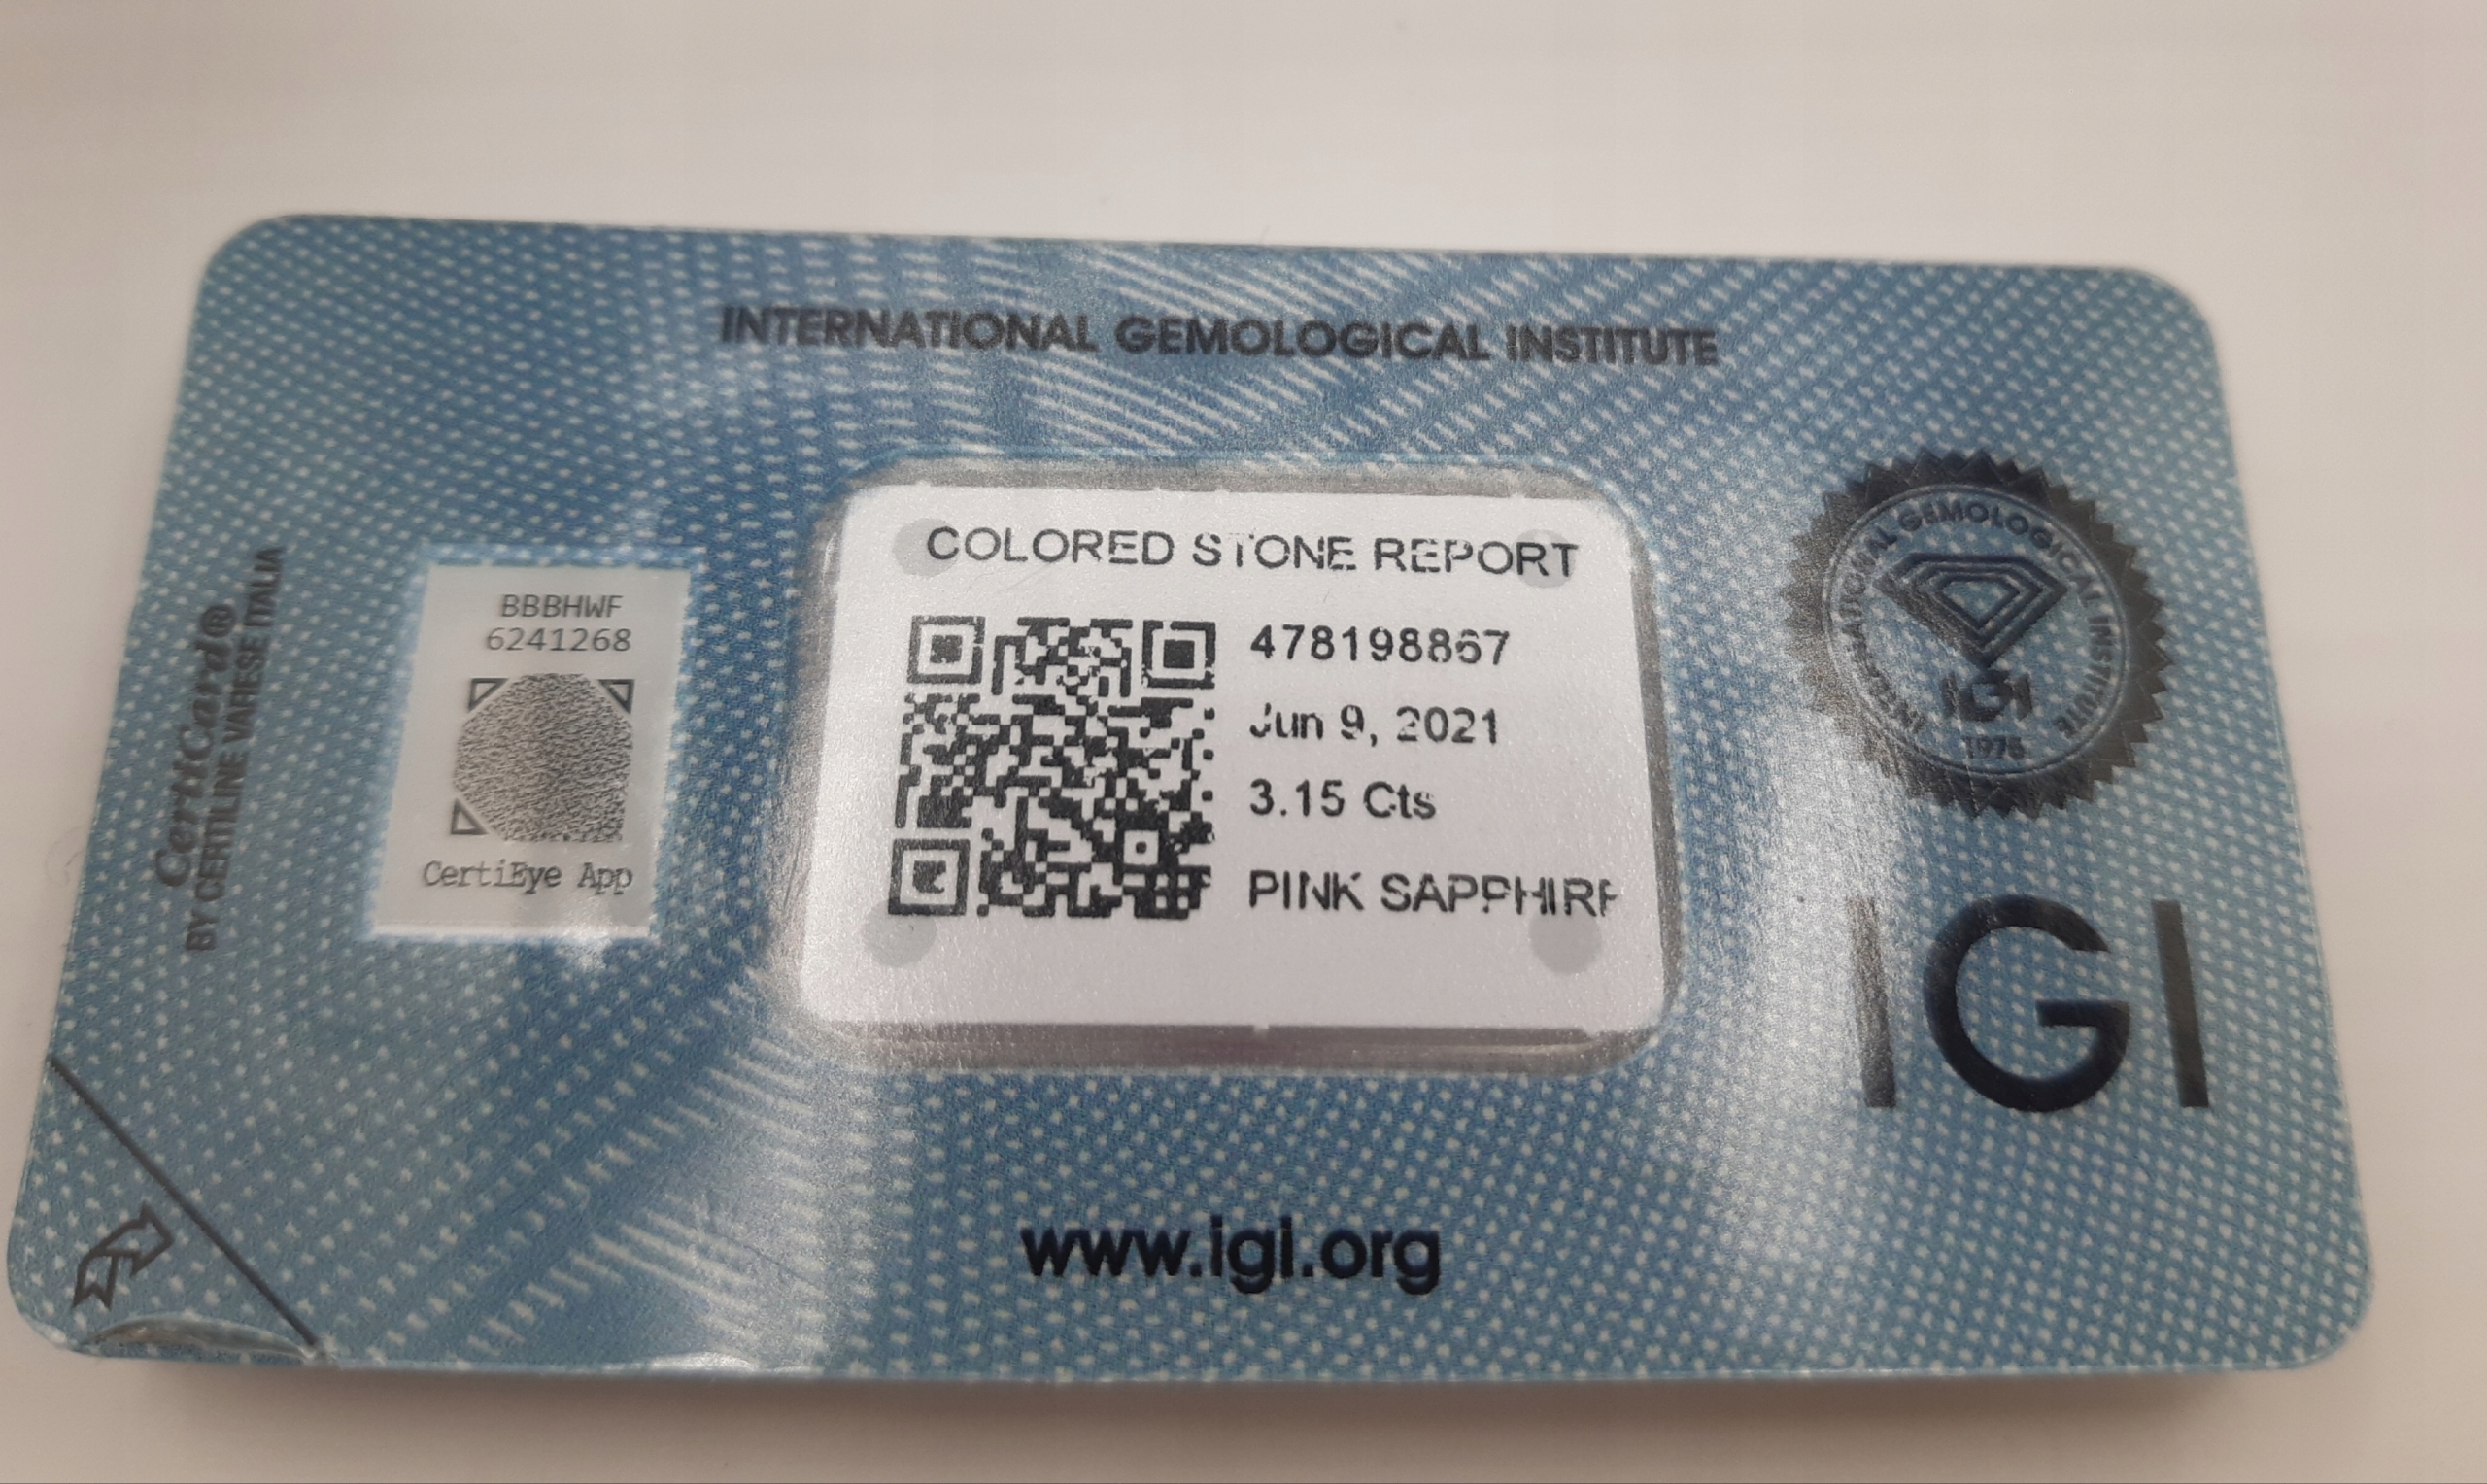 INTERNATIONAL GEMOLOGICAL INSTITUTE
CertiCard®
BY CERTILINE VARESE ITALIA
BBBHWF
6241268
CertiEye App
COLORED STONE REPORT
478198867
Jun 9, 2021
3.15 Cts
PINK SAPPHIRE
INTERNATIONAL GEMOLOGICAL INSTITUTE
IGI
1975
IGI
www.igi.org